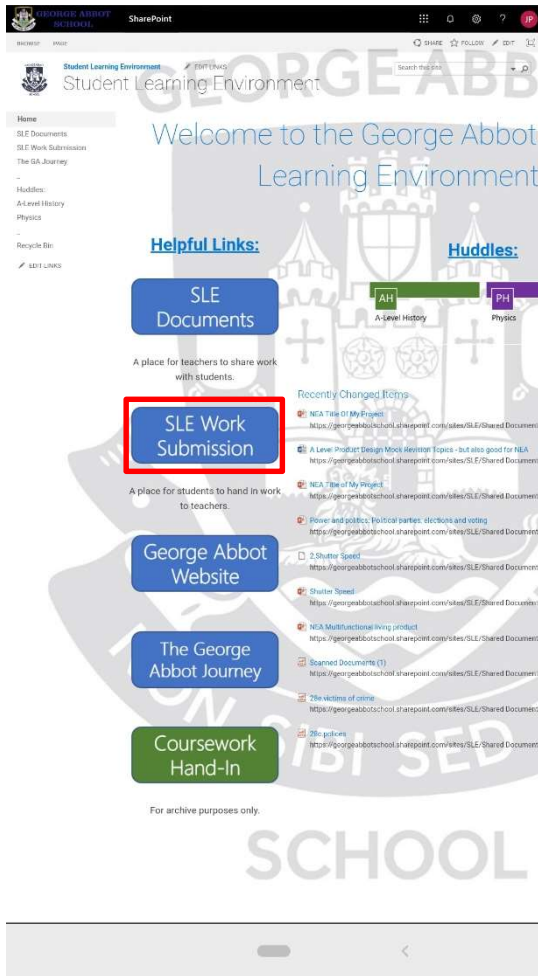 GEORGE ABBOT
SCHOOL
SharePoint
?
JP
BROWSE PAGE
SHARE FOLLOW EDIT
Student Learning Environment EDIT LINKS
Student Learning Environment
Search this site
GEORGE ABB
Home
SLE Documents
SLE Work Submission
The GA Journey
-
Huddles:
A-Level History
Physics
-
Recycle Bin
EDIT LINKS
Welcome to the George Abbot
Learning Environment
Helpful Links:
SLE
Documents
A place for teachers to share work
with students.
SLE Work
Submission
A place for students to hand in work
to teachers.
George Abbot
Website
The George
Abbot Journey
Coursework
Hand-In
For archive purposes only.
Huddles:
AH
A-Level History
PH
Physics
Recently Changed Items
NEA Title Of My Project
https://georgeabbotschool.sharepoint.com/sites/SLE/Shared Document
A Level Product Design Mock Revision Topics - but also good for NEA
https://georgeabbotschool.sharepoint.com/sites/SLE/Shared Document
NEA Title of My Project
https://georgeabbotschool.sharepoint.com/sites/SLE/Shared Document
Power and politics; Political parties, elections and voting
https://georgeabbotschool.sharepoint.com/sites/SLE/Shared Document
2.Shutter Speed
https://georgeabbotschool.sharepoint.com/sites/SLE/Shared Document
Shutter Speed
https://georgeabbotschool.sharepoint.com/sites/SLE/Shared Document
NEA Multifunctional living product
https://georgeabbotschool.sharepoint.com/sites/SLE/Shared Document
Scanned Documents (1)
https://georgeabbotschool.sharepoint.com/sites/SLE/Shared Document
28e.victims of crime
https://georgeabbotschool.sharepoint.com/sites/SLE/Shared Document
28c.polices
https://georgeabbotschool.sharepoint.com/sites/SLE/Shared Document
NON SIBI SED
SCHOOL